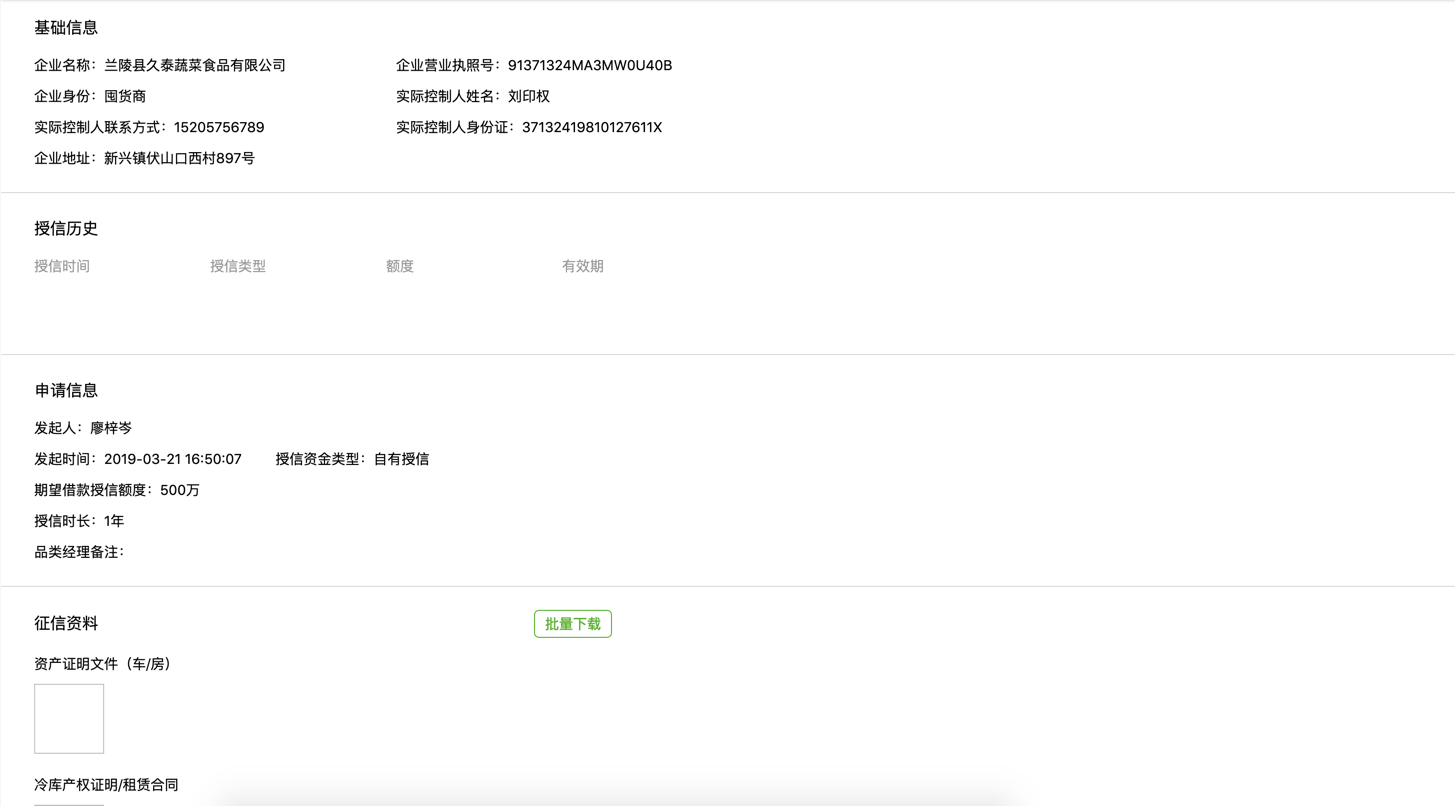 基础信息
企业名称：兰陵县久泰蔬菜食品有限公司 企业营业执照号：91371324MA3MW0U40B
企业身份：囤货商 实际控制人姓名：刘印权
实际控制人联系方式：15205756789 实际控制人身份证：37132419810127611X
企业地址：新兴镇伏山口西村897号
授信历史
授信时间 授信类型 额度 有效期
申请信息
发起人：廖梓岑
发起时间：2019-03-21 16:50:07 授信资金类型：自有授信
期望借款授信额度：500万
授信时长：1年
品类经理备注：
征信资料 批量下载
资产证明文件（车/房）
冷库产权证明/租赁合同